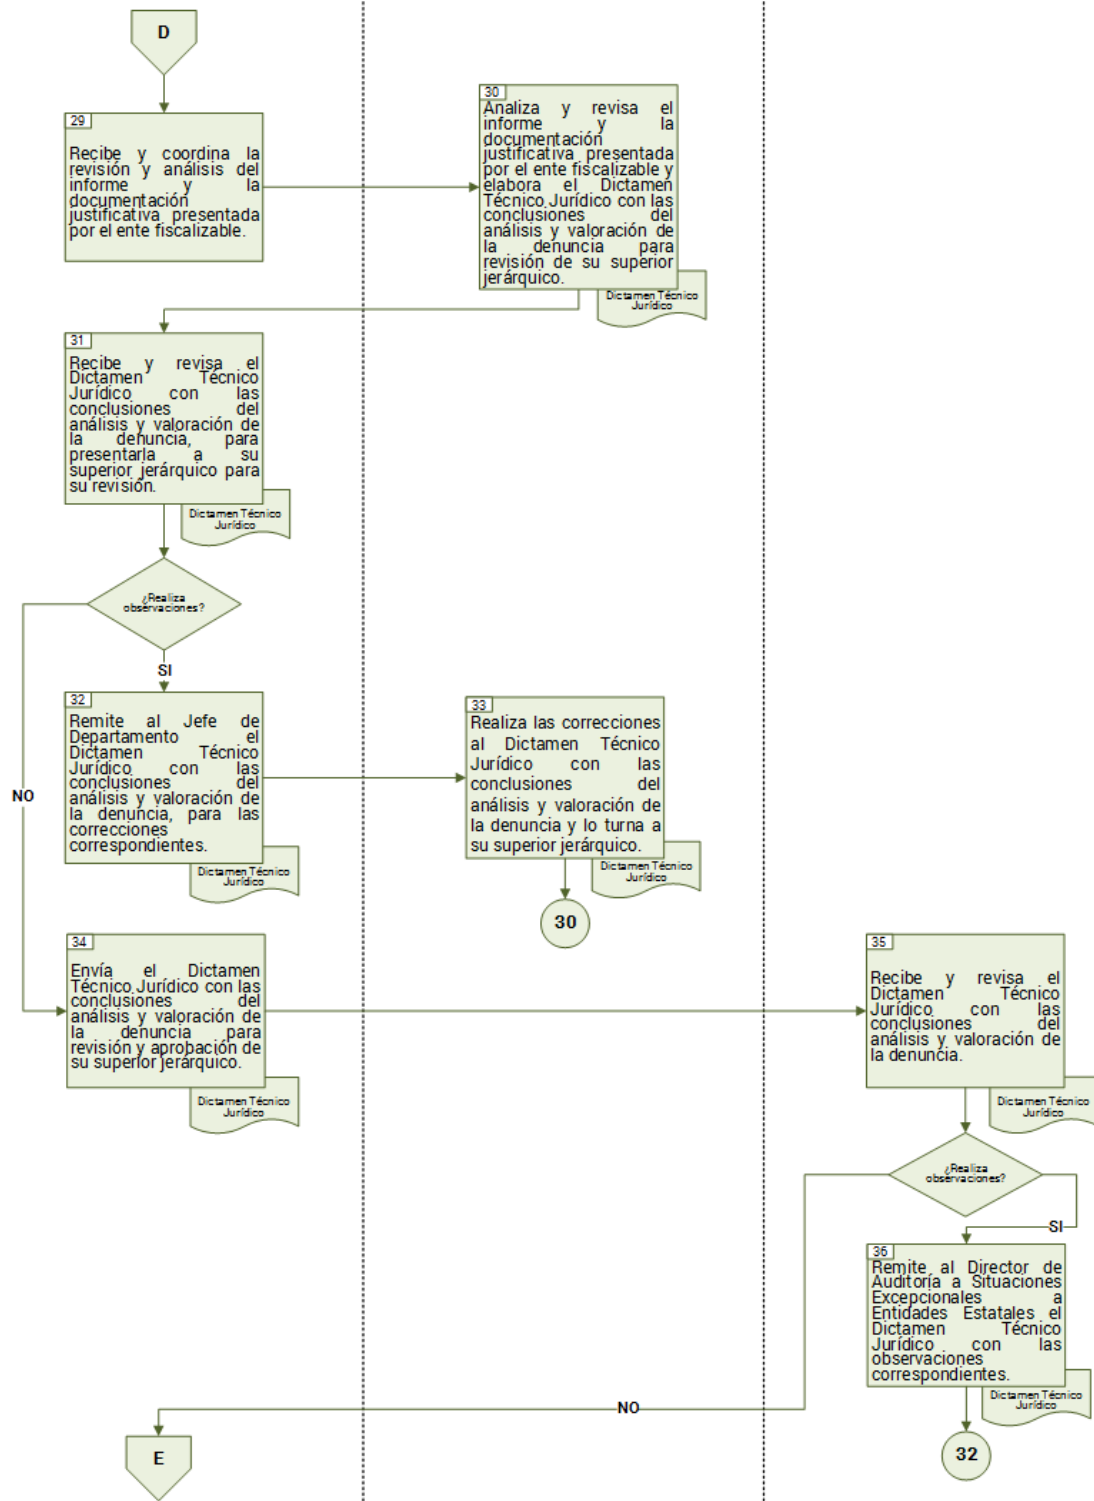 D
29
Recibe y coordina la
revisión y análisis del
informe y la
documentación
justificativa presentada
por el ente fiscalizable.
30
Analiza y revisa el
informe y la
documentación
justificativa presentada
por el ente fiscalizable y
elabora el Dictamen
Técnico Jurídico con las
conclusiones del
análisis y valoración de
la denuncia para
revisión de su superior
jerárquico.
Dictamen Técnico
Jurídico
31
Recibe y revisa el
Dictamen Técnico
Jurídico con las
conclusiones del
análisis y valoración de
la denuncia, para
presentarla a su
superior jerárquico para
su revisión.
Dictamen Técnico
Jurídico
¿Realiza
observaciones?
SI
NO
32
Remite al Jefe de
Departamento el
Dictamen Técnico
Jurídico con las
conclusiones del
análisis y valoración de
la denuncia, para las
correcciones
correspondientes.
Dictamen Técnico
Jurídico
33
Realiza las correcciones
al Dictamen Técnico
Jurídico con las
conclusiones del
análisis y valoración de
la denuncia y lo turna a
su superior jerárquico.
Dictamen Técnico
Jurídico
30
34
Envía el Dictamen
Técnico Jurídico con las
conclusiones del
análisis y valoración de
la denuncia para
revisión y aprobación de
su superior jerárquico.
Dictamen Técnico
Jurídico
35
Recibe y revisa el
Dictamen Técnico
Jurídico con las
conclusiones del
análisis y valoración de
la denuncia.
Dictamen Técnico
Jurídico
¿Realiza
observaciones?
SI
36
Remite al Director de
Auditoría a Situaciones
Excepcionales a
Entidades Estatales el
Dictamen Técnico
Jurídico con las
observaciones
correspondientes.
Dictamen Técnico
Jurídico
NO
32
E